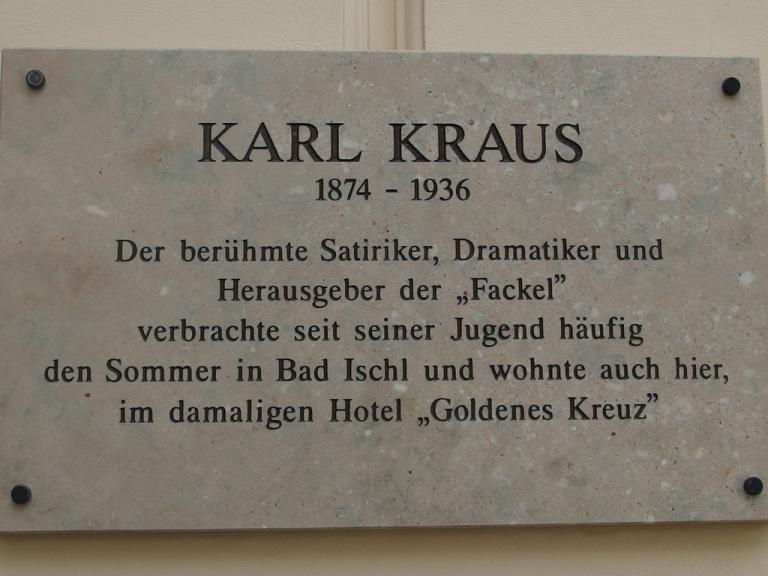 KARL KRAUS
1874 - 1936
Der berühmte Satiriker, Dramatiker und
Herausgeber der „Fackel”
verbrachte seit seiner Jugend häufig
den Sommer in Bad Ischl und wohnte auch hier,
im damaligen Hotel „Goldenes Kreuz”